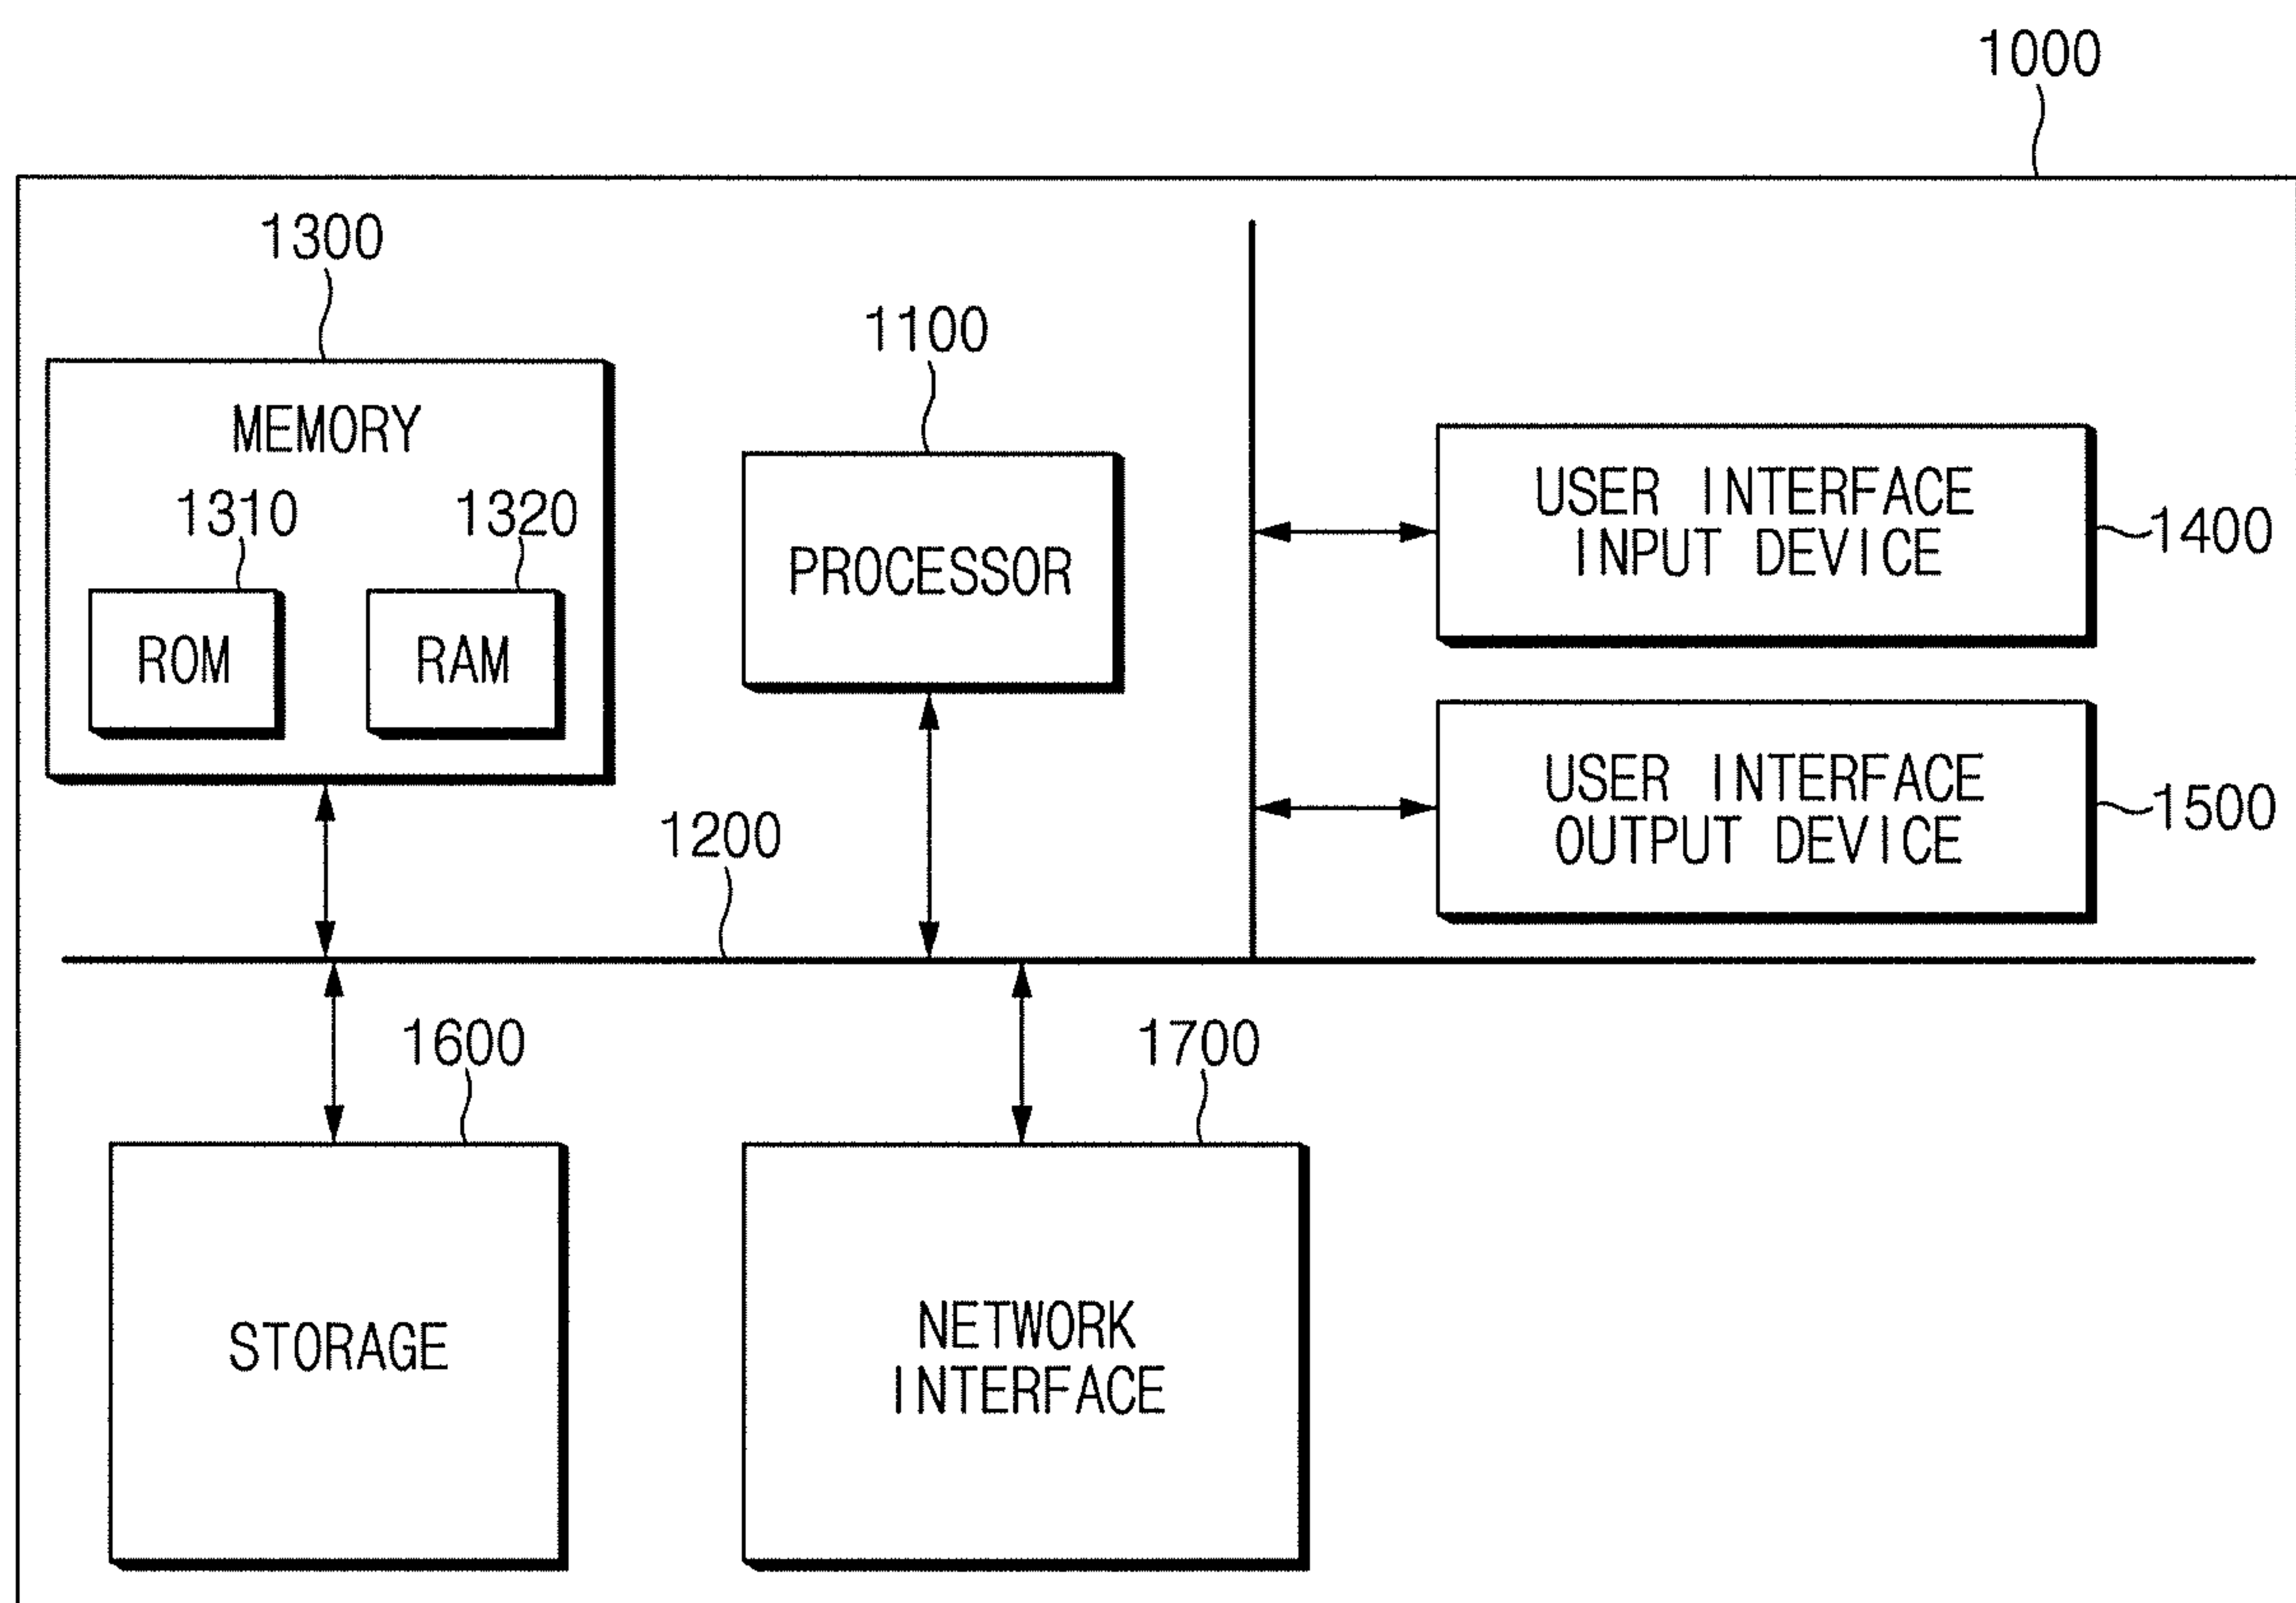 1000
1300
1100
MEMORY
1310
1320
ROM
RAM
PROCESSOR
USER INTERFACE
INPUT DEVICE
1400
USER INTERFACE
OUTPUT DEVICE
1500
1200
1600
1700
STORAGE
NETWORK
INTERFACE